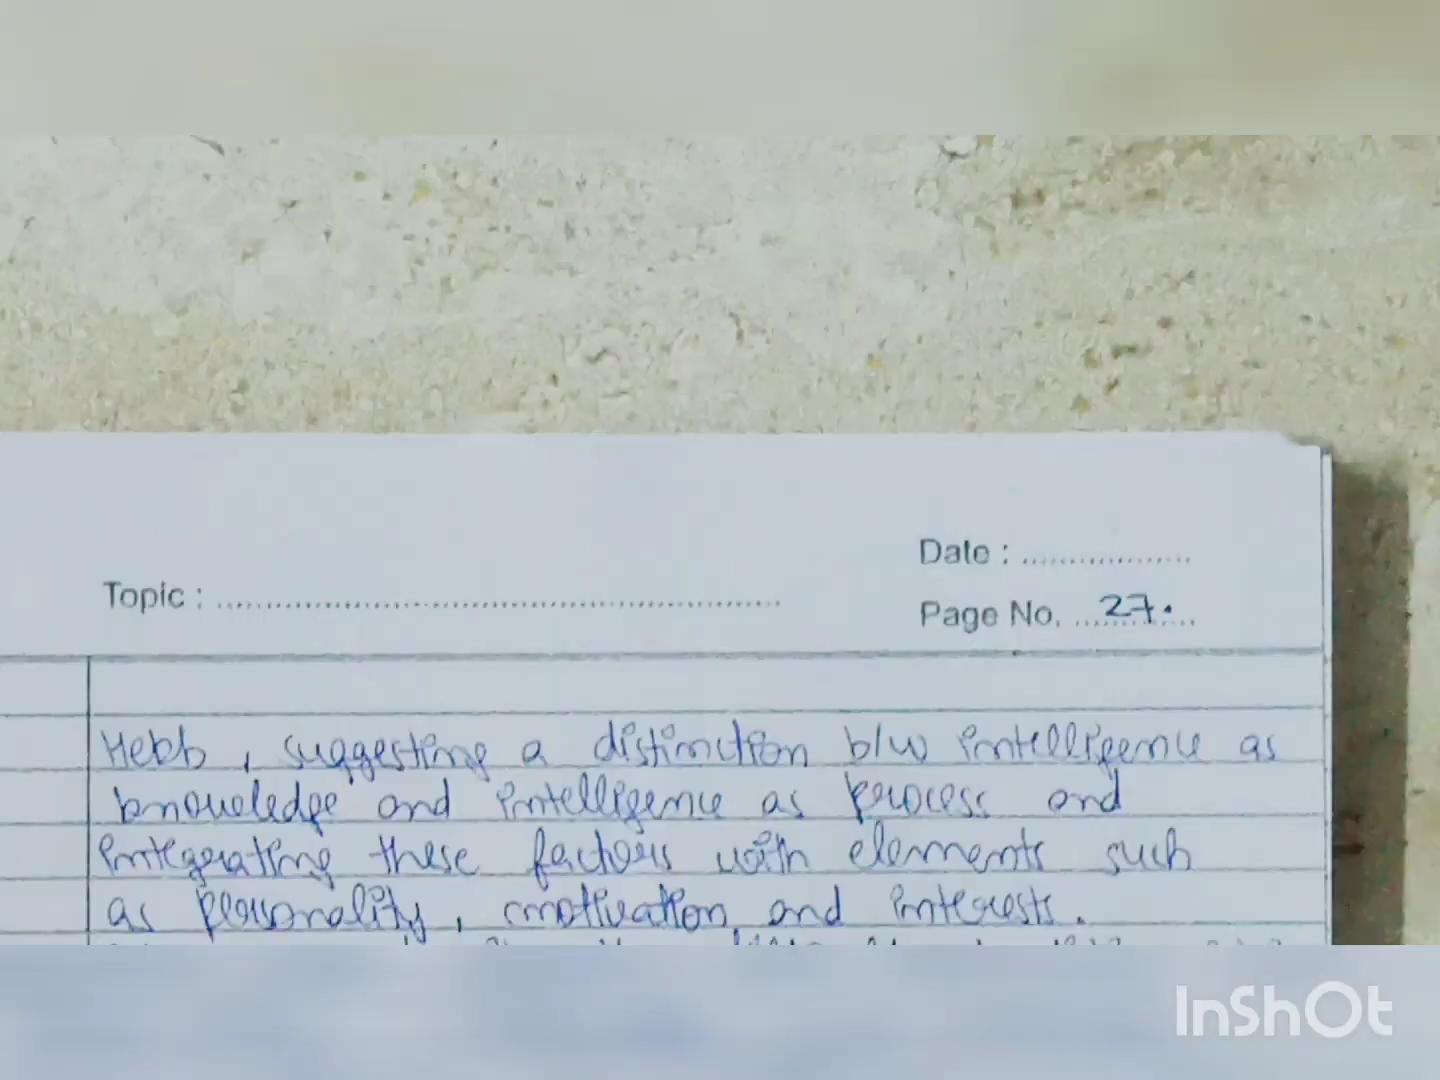 Date : ..................
Topic : ................................................................
Page No. ...27.....
Hebb, suggesting a distinction b/w intelligence as
knowledge and intelligence as process and
integrating these factors with elements such
as personality, motivation and interests.
InShOt